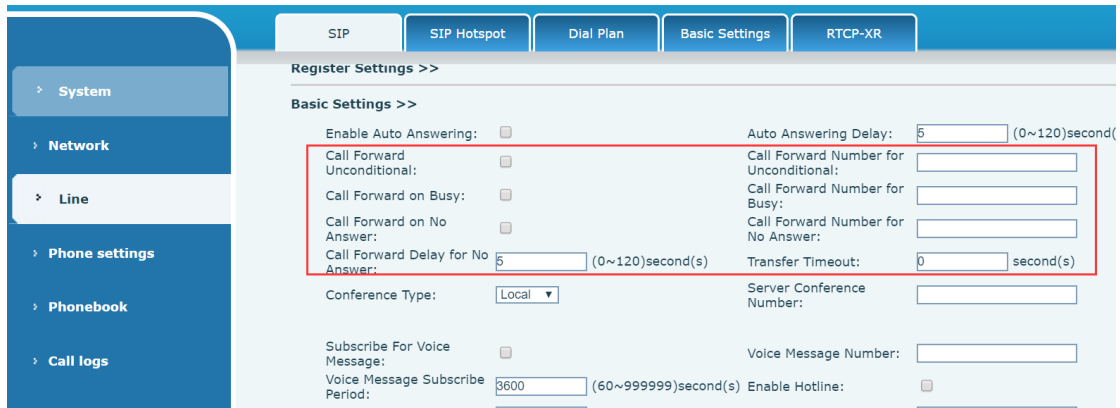 SIP
SIP Hotspot
Dial Plan
Basic Settings
RTCP-XR
System
Network
Line
Phone settings
Phonebook
Call logs
Register Settings >>
Basic Settings >>
Enable Auto Answering:
Auto Answering Delay: 5 (0~120)second(
Call Forward
Unconditional:
Call Forward Number for
Unconditional:
Call Forward on Busy:
Call Forward Number for
Busy:
Call Forward on No
Answer:
Call Forward Number for
No Answer:
Call Forward Delay for No
Answer: 5 (0~120)second(s)
Transfer Timeout: 0 second(s)
Conference Type: Local
Server Conference
Number:
Subscribe For Voice
Message:
Voice Message Number:
Voice Message Subscribe
Period: 3600 (60~999999)second(s)
Enable Hotline: